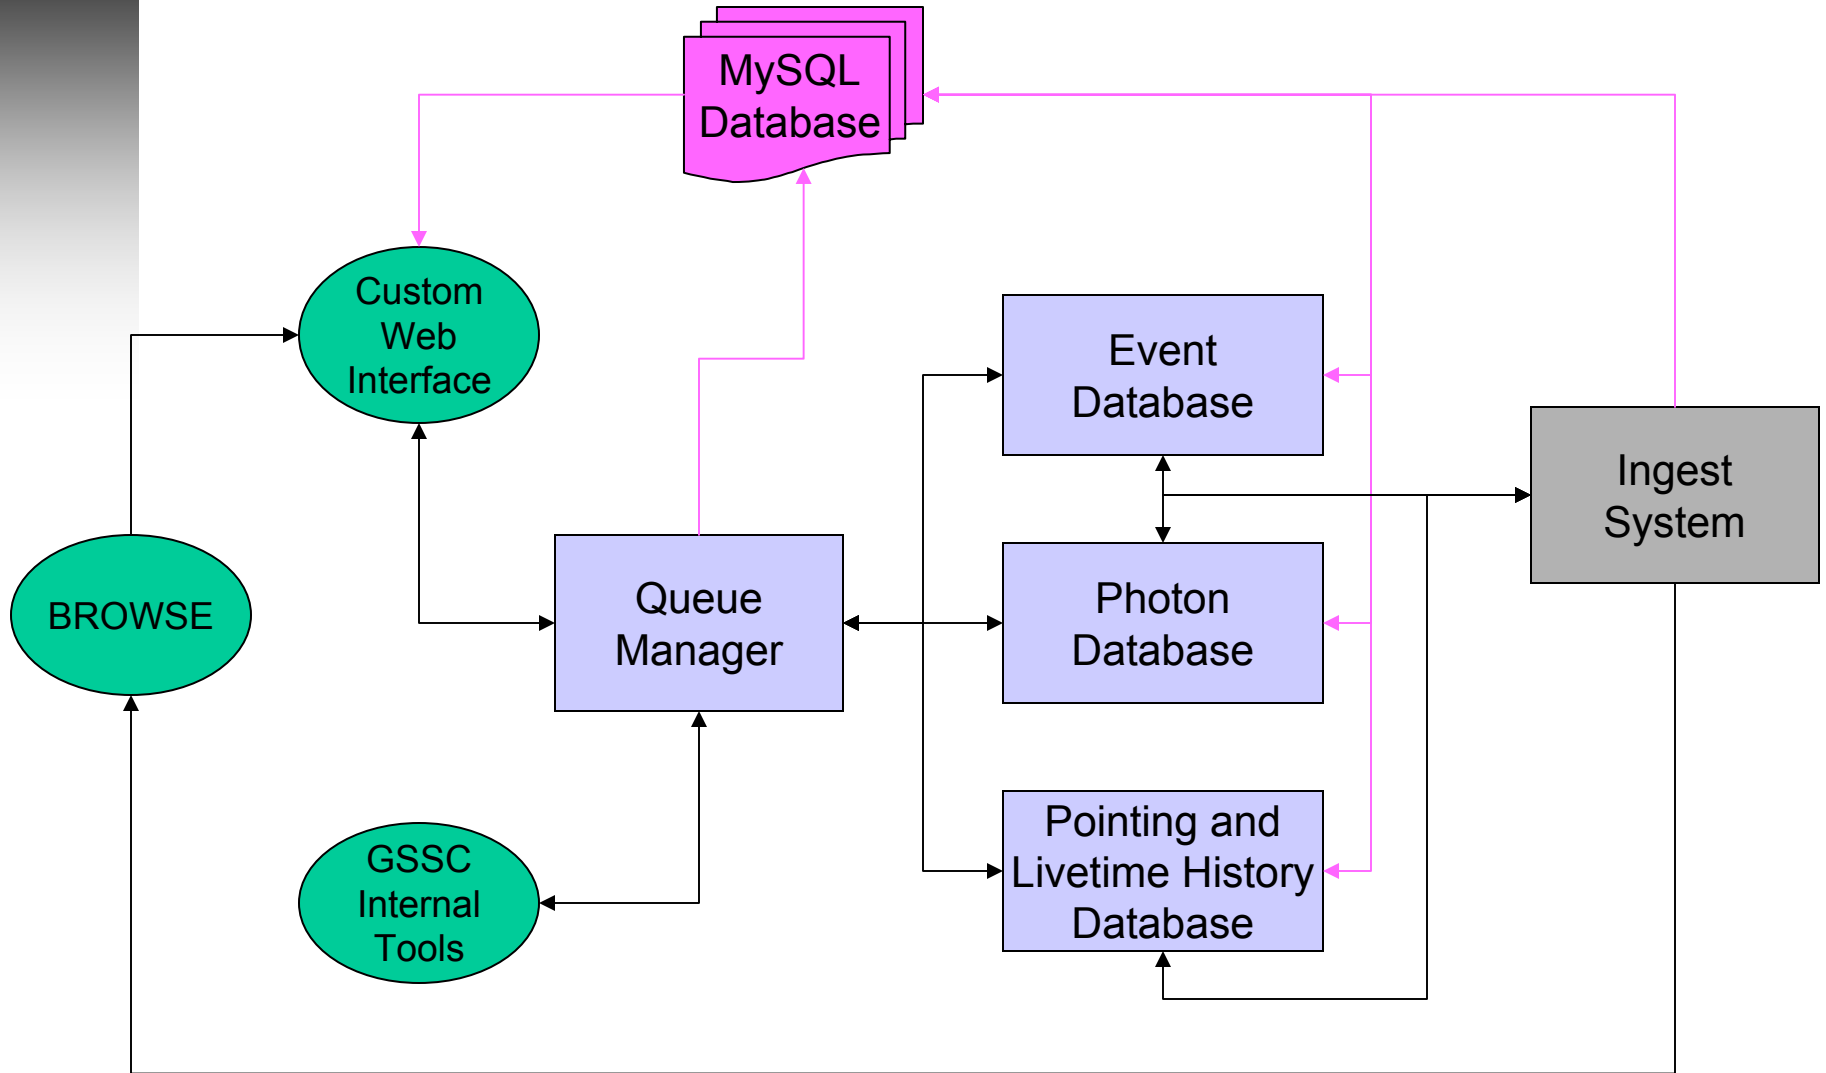 MySQL
Database
Custom
Web
Interface
Event
Database
Ingest
System
BROWSE
Queue
Manager
Photon
Database
GSSC
Internal
Tools
Pointing and
Livetime History
Database